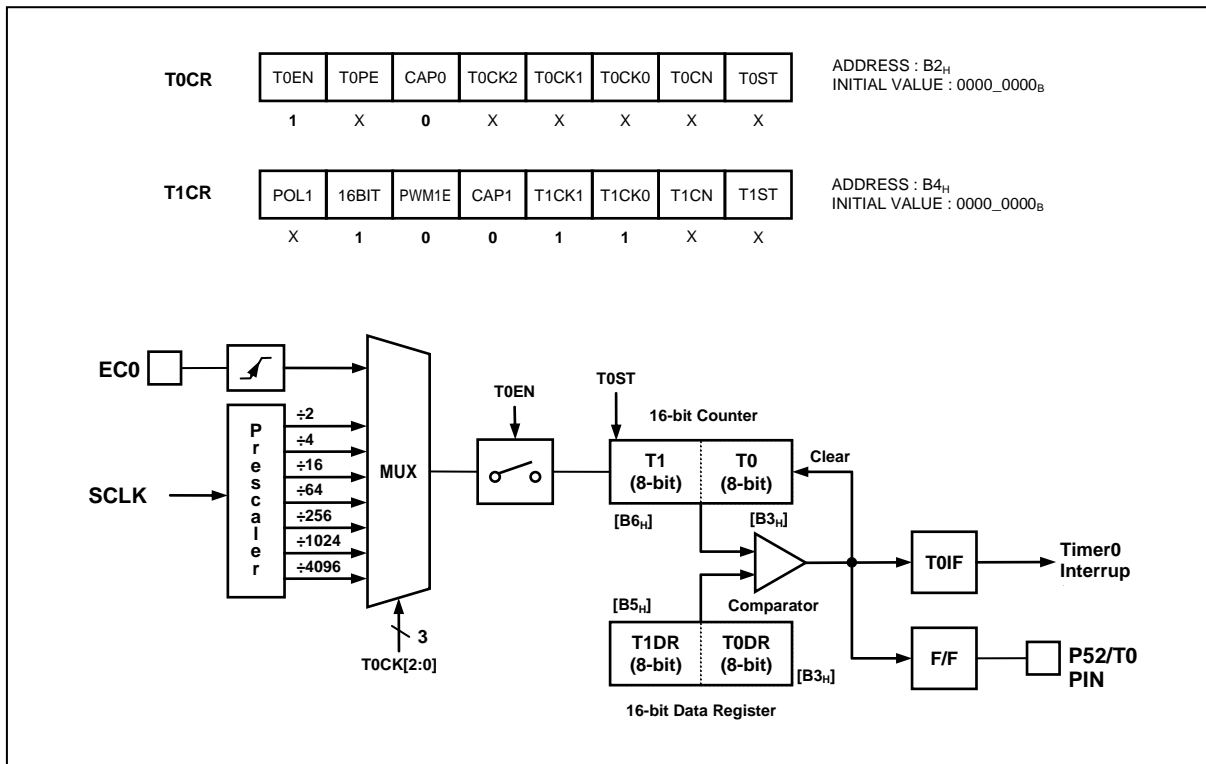 T0CR T0EN T0PE CAP0 T0CK2 T0CK1 T0CK0 T0CN T0ST
ADDRESS : B2H
INITIAL VALUE : 0000_0000B
1 X 0 X X X X X
T1CR POL1 16BIT PWM1E CAP1 T1CK1 T1CK0 T1CN T1ST
ADDRESS : B4H
INITIAL VALUE : 0000_0000B
X 1 0 0 1 1 X X
EC0
SCLK
Prescaler
÷2
÷4
÷16
÷64
÷256
÷1024
÷4096
MUX
3
T0CK[2:0]
T0EN
T0ST
16-bit Counter
T1
(8-bit)
T0
(8-bit)
Clear
[B6H]
[B3H]
Comparator
[B5H]
T1DR
(8-bit)
T0DR
(8-bit)
[B3H]
16-bit Data Register
T0IF
Timer0
Interrup
F/F
P52/T0
PIN